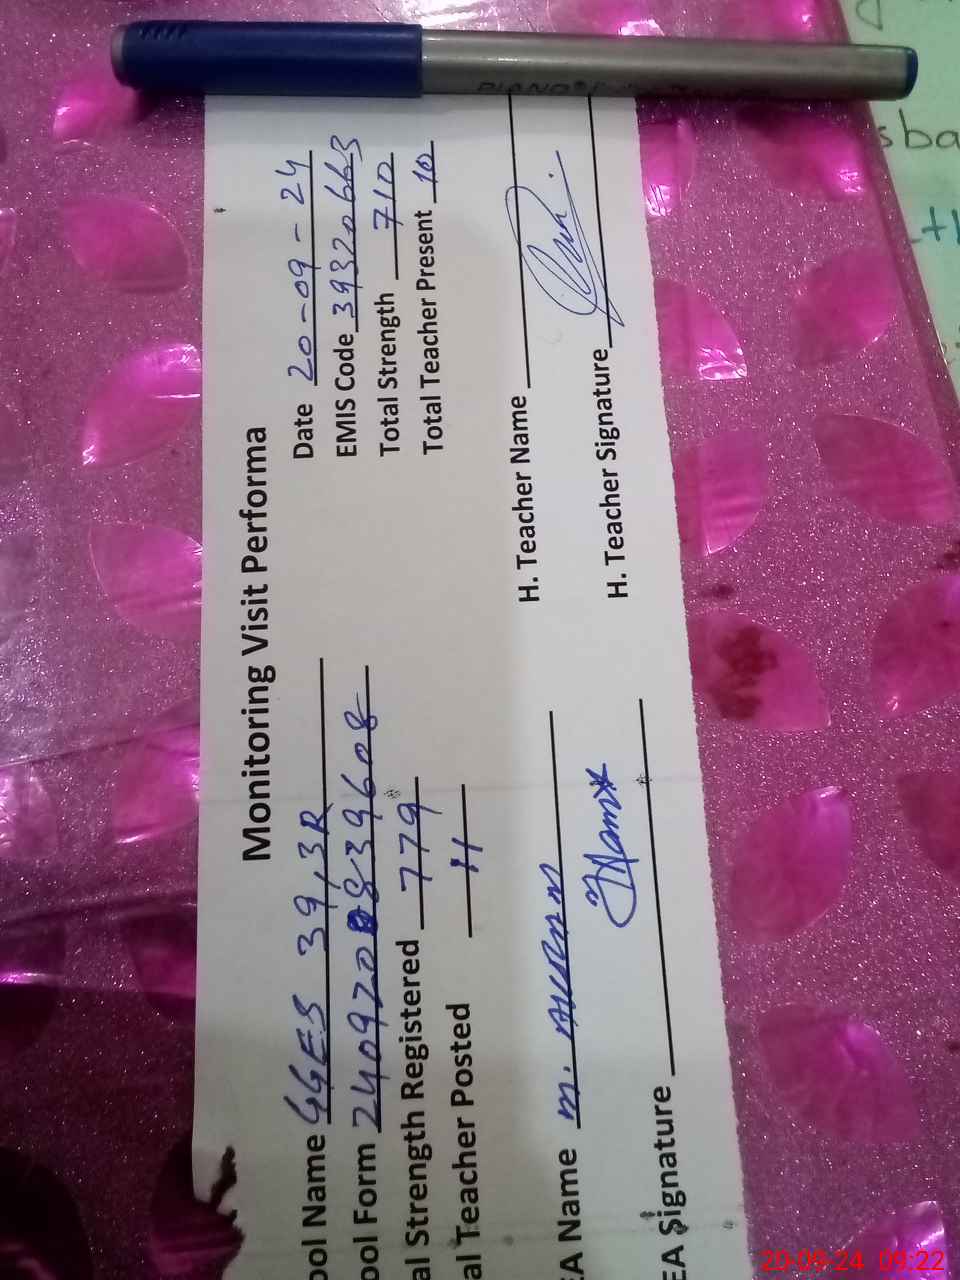 Monitoring Visit Performa
ool Name GGES 39,3R
Date 20-09-24
ool Form 2409720839608
EMIS Code 39320663
al Strength Registered 779
Total Strength 710
al Teacher Posted 11
Total Teacher Present 10
EA Name m.
H. Teacher Name
EA Signature
H. Teacher Signature
PIANO
sba
20-09-24 09:22